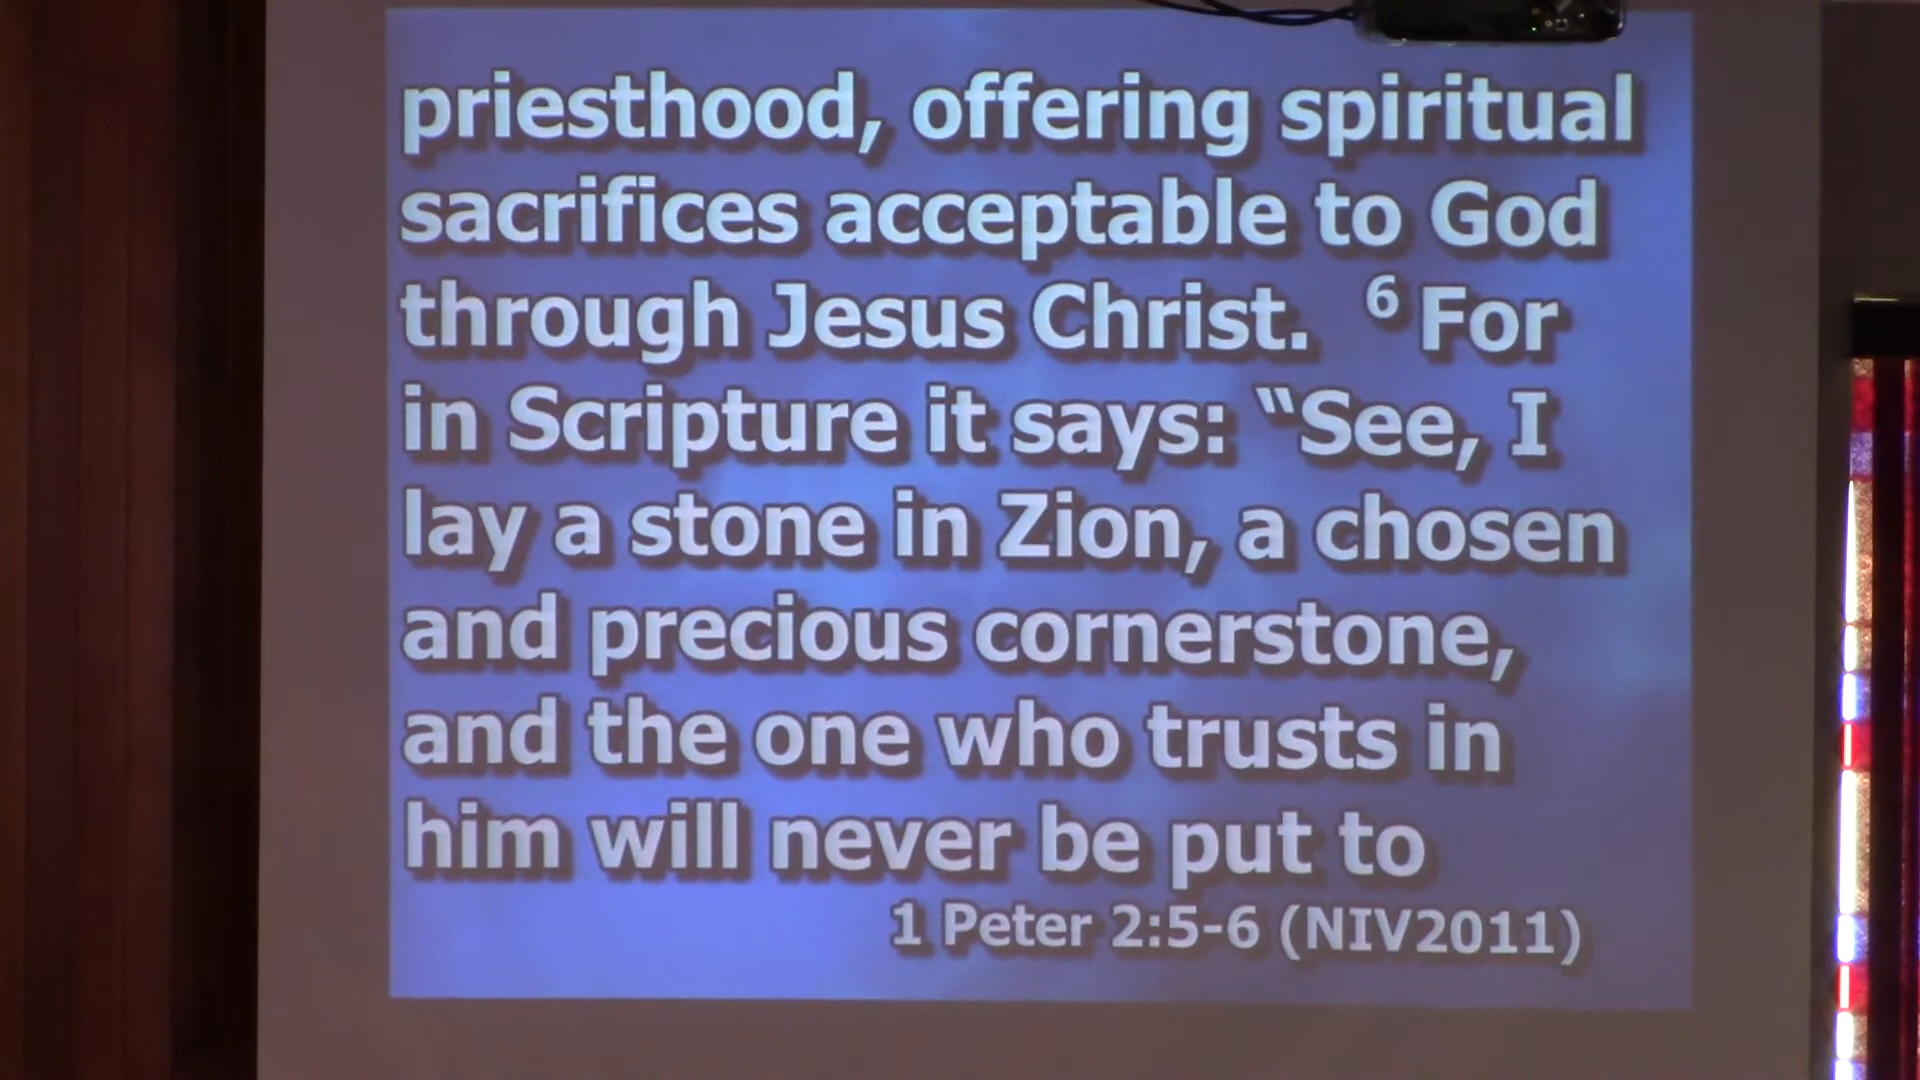 priesthood, offering spiritual
sacrifices acceptable to God
through Jesus Christ. ⁶ For
in Scripture it says: “See, I
lay a stone in Zion, a chosen
and precious cornerstone,
and the one who trusts in
him will never be put to
1 Peter 2:5-6 (NIV2011)